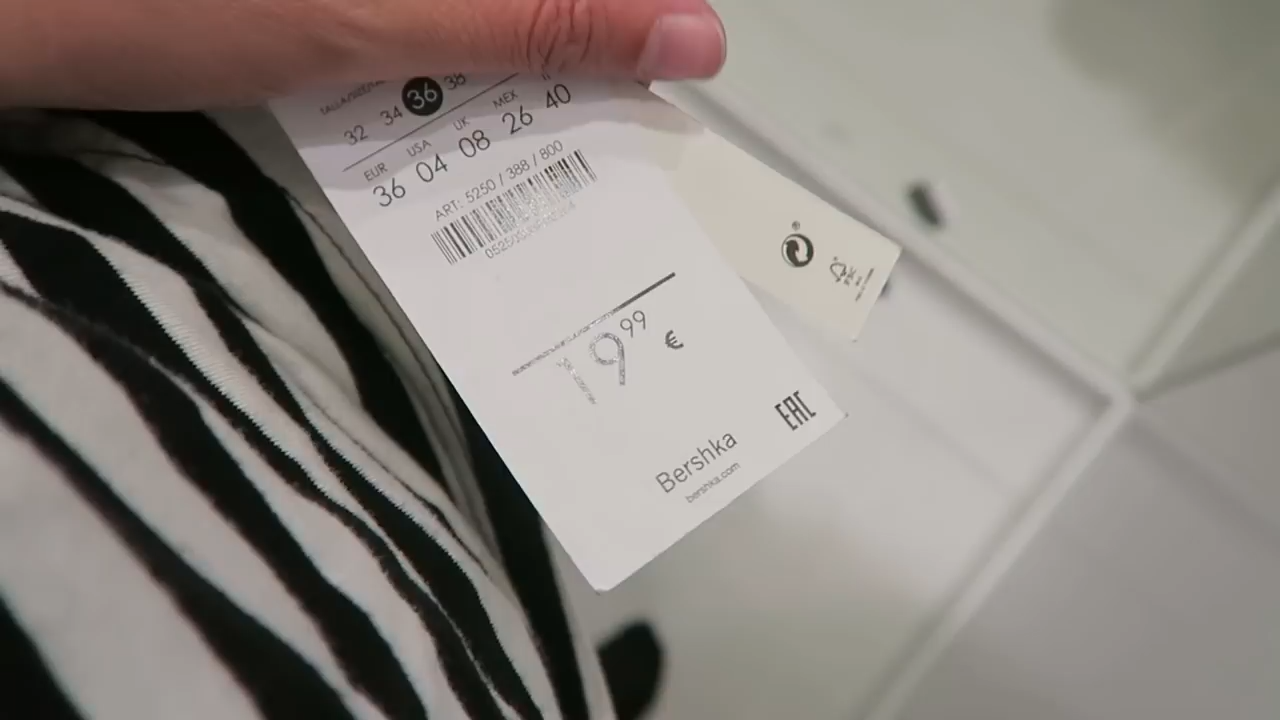 32 34 36 38
EUR USA UK MEX
36 04 08 26 40
ART: 5250 / 388 / 800
19 99 €
EAC
Bershka
bershka.com
®
FSC